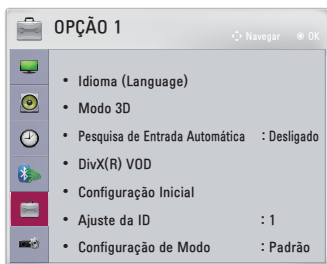 OPÇÃO 1
Navegar OK
• Idioma (Language)
• Modo 3D
• Pesquisa de Entrada Automática : Desligado
• DivX(R) VOD
• Configuração Inicial
• Ajuste da ID : 1
• Configuração de Modo : Padrão